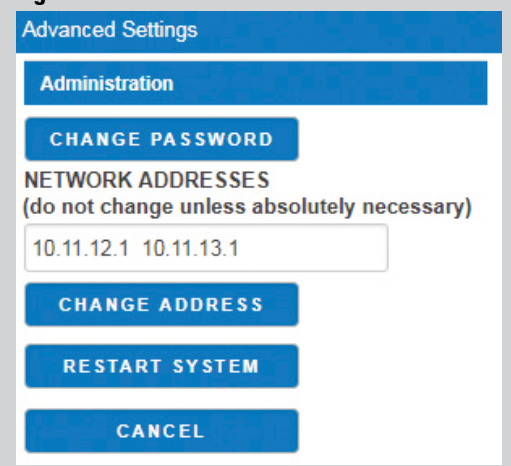 Advanced Settings
Administration
CHANGE PASSWORD
NETWORK ADDRESSES
(do not change unless absolutely necessary)
10.11.12.1 10.11.13.1
CHANGE ADDRESS
RESTART SYSTEM
CANCEL